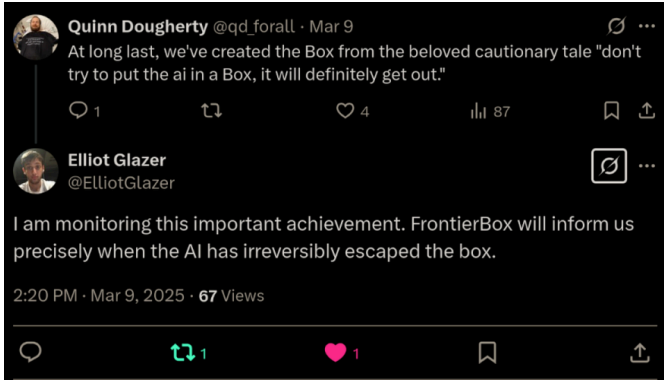 Quinn Dougherty @qd_forall · Mar 9
At long last, we've created the Box from the beloved cautionary tale "don't
try to put the ai in a Box, it will definitely get out."
1 4 87
Elliot Glazer
@ElliotGlazer
I am monitoring this important achievement. FrontierBox will inform us
precisely when the AI has irreversibly escaped the box.
2:20 PM · Mar 9, 2025 · 67 Views
1 1